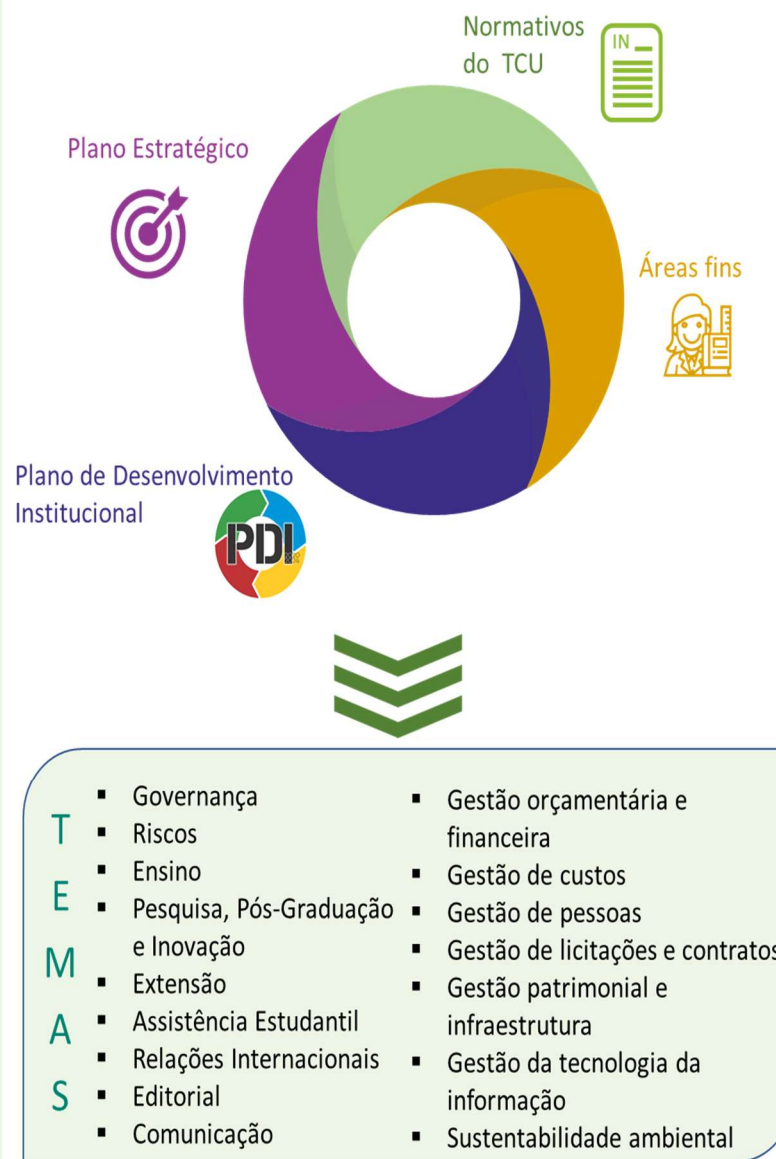 Normativos
do TCU
IN
Plano Estratégico
Áreas fins
Plano de Desenvolvimento
Institucional
PDI
TEMAS
▪ Governança
▪ Riscos
▪ Ensino
▪ Pesquisa, Pós-Graduação
e Inovação
▪ Extensão
▪ Assistência Estudantil
▪ Relações Internacionais
▪ Editorial
▪ Comunicação
▪ Gestão orçamentária e
financeira
▪ Gestão de custos
▪ Gestão de pessoas
▪ Gestão de licitações e contratos
▪ Gestão patrimonial e
infraestrutura
▪ Gestão da tecnologia da
informação
▪ Sustentabilidade ambiental